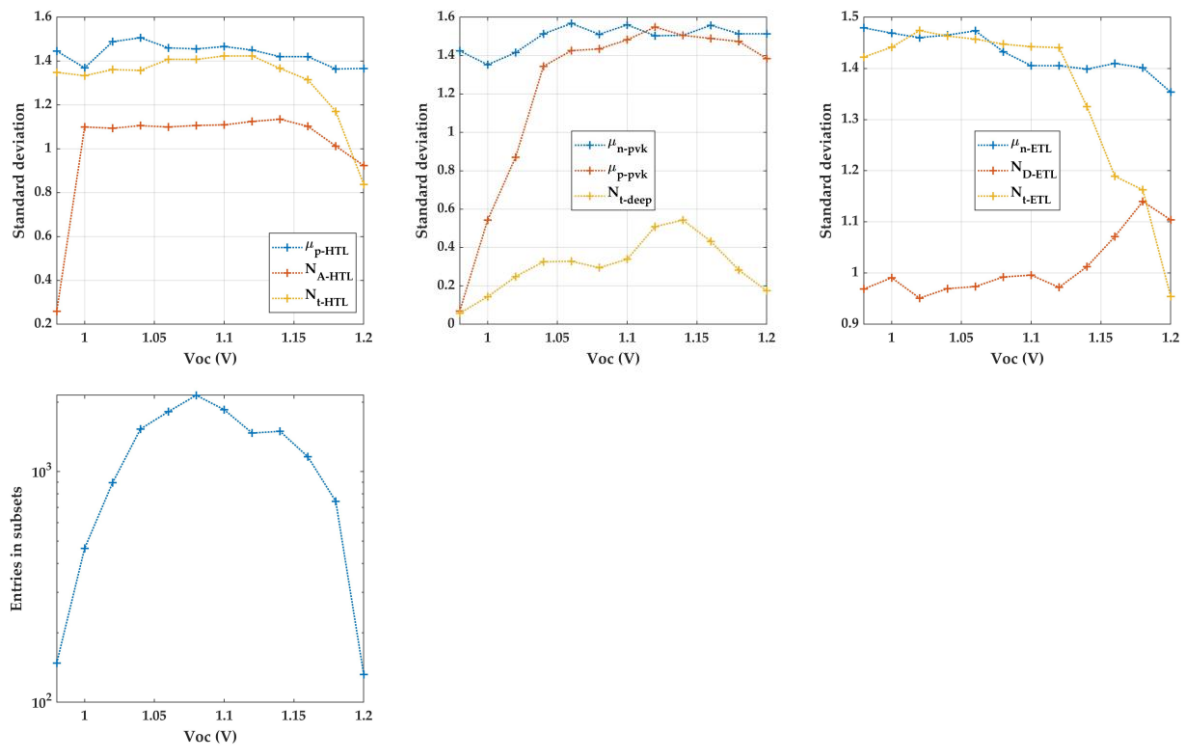 1.6
1.4
1.2
1
0.8
0.6
0.4
0.2
Standard deviation
μp-HTL
NA-HTL
Nt-HTL
1
1.05
1.1
1.15
1.2
Voc (V)
1.6
1.4
1.2
1
0.8
0.6
0.4
0.2
0
Standard deviation
μn-pvk
μp-pvk
Nt-deep
1
1.05
1.1
1.15
1.2
Voc (V)
1.5
1.4
1.3
1.2
1.1
1
0.9
Standard deviation
μn-ETL
ND-ETL
Nt-ETL
1
1.05
1.1
1.15
1.2
Voc (V)
10³
10²
Entries in subsets
1
1.05
1.1
1.15
1.2
Voc (V)